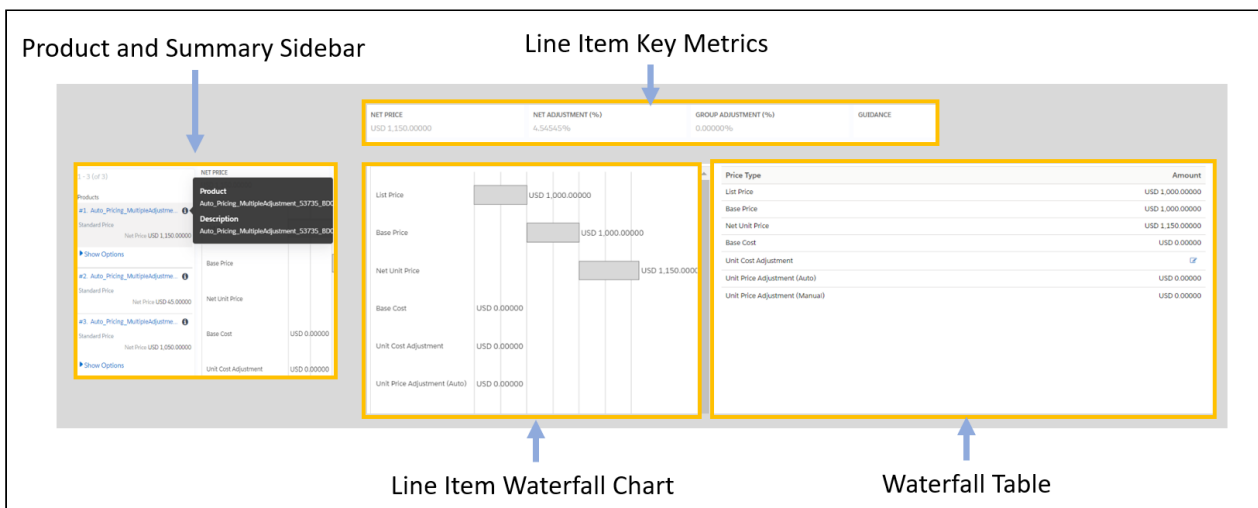 Product and Summary Sidebar
Line Item Key Metrics
NET PRICE
USD 1,150.00000
NET ADJUSTMENT (%)
4.54545%
GROUP ADJUSTMENT (%)
0.00000%
GUIDANCE
1 - 3 (of 3)
Products
#1. Auto_Pricing_MultipleAdjustme...
Standard Price
Net Price USD 1,150.00000
Show Options
#2. Auto_Pricing_MultipleAdjustme...
Standard Price
Net Price USD 45.00000
#3. Auto_Pricing_MultipleAdjustme...
Standard Price
Net Price USD 1,050.00000
Show Options
NET PRICE
Product
Auto_Pricing_MultipleAdjustment_53735_BDC
Description
Auto_Pricing_MultipleAdjustment_53735_BDC
Base Price
Net Unit Price
Base Cost USD 0.00000
Unit Cost Adjustment USD 0.00000
List Price USD 1,000.00000
Base Price USD 1,000.00000
Net Unit Price USD 1,150.0000
Base Cost USD 0.00000
Unit Cost Adjustment USD 0.00000
Unit Price Adjustment (Auto) USD 0.00000
Price Type Amount
List Price USD 1,000.00000
Base Price USD 1,000.00000
Net Unit Price USD 1,150.00000
Base Cost USD 0.00000
Unit Cost Adjustment
Unit Price Adjustment (Auto) USD 0.00000
Unit Price Adjustment (Manual) USD 0.00000
Line Item Waterfall Chart
Waterfall Table